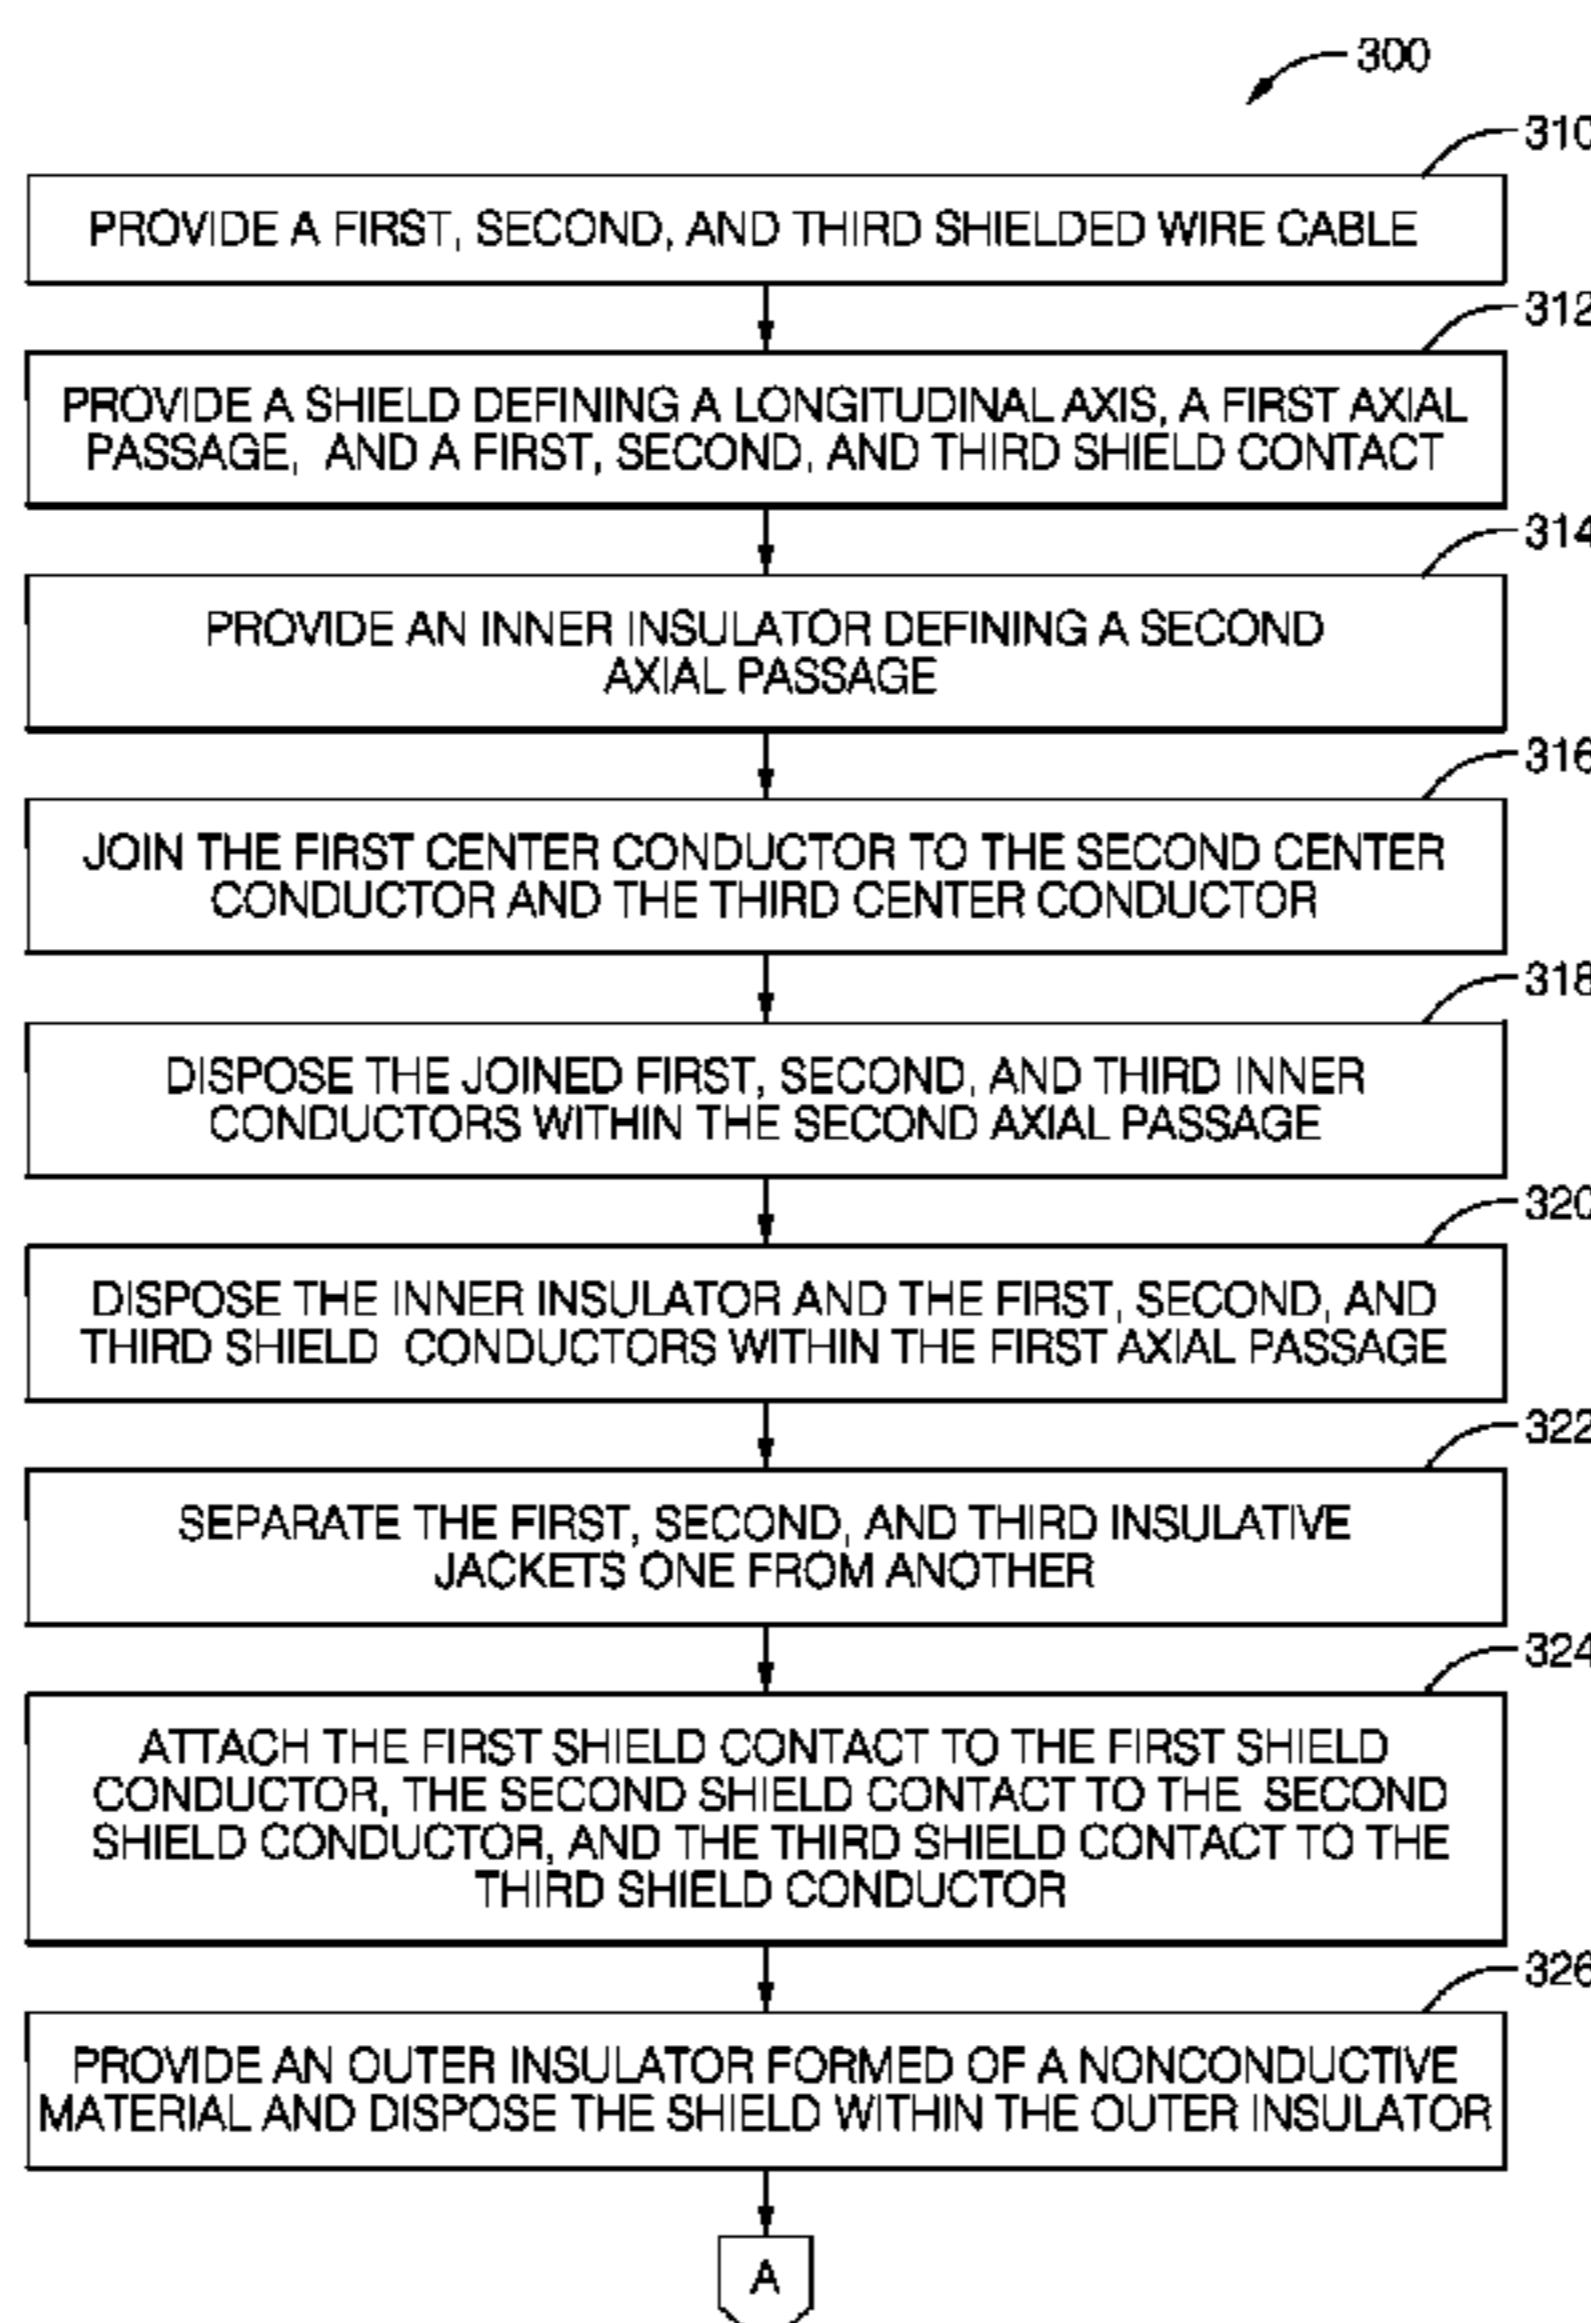 300
310
PROVIDE A FIRST, SECOND, AND THIRD SHIELDED WIRE CABLE
312
PROVIDE A SHIELD DEFINING A LONGITUDINAL AXIS, A FIRST AXIAL
PASSAGE, AND A FIRST, SECOND, AND THIRD SHIELD CONTACT
314
PROVIDE AN INNER INSULATOR DEFINING A SECOND
AXIAL PASSAGE
316
JOIN THE FIRST CENTER CONDUCTOR TO THE SECOND CENTER
CONDUCTOR AND THE THIRD CENTER CONDUCTOR
318
DISPOSE THE JOINED FIRST, SECOND, AND THIRD INNER
CONDUCTORS WITHIN THE SECOND AXIAL PASSAGE
320
DISPOSE THE INNER INSULATOR AND THE FIRST, SECOND, AND
THIRD SHIELD CONDUCTORS WITHIN THE FIRST AXIAL PASSAGE
322
SEPARATE THE FIRST, SECOND, AND THIRD INSULATIVE
JACKETS ONE FROM ANOTHER
324
ATTACH THE FIRST SHIELD CONTACT TO THE FIRST SHIELD
CONDUCTOR, THE SECOND SHIELD CONTACT TO THE SECOND
SHIELD CONDUCTOR, AND THE THIRD SHIELD CONTACT TO THE
THIRD SHIELD CONDUCTOR
326
PROVIDE AN OUTER INSULATOR FORMED OF A NONCONDUCTIVE
MATERIAL AND DISPOSE THE SHIELD WITHIN THE OUTER INSULATOR
A